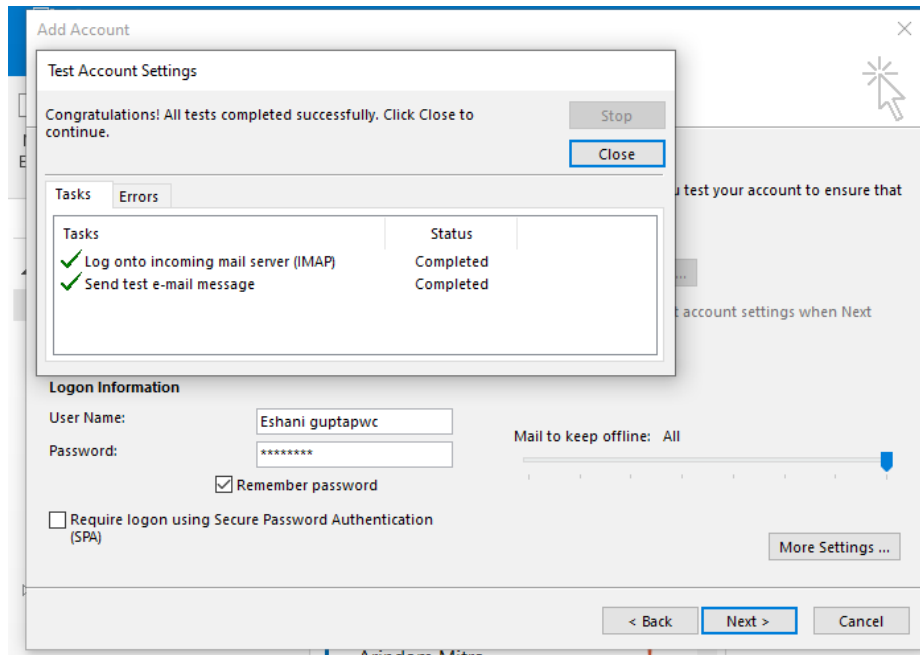 Add Account
Test Account Settings
Congratulations! All tests completed successfully. Click Close to
continue.
Stop
Close
Tasks
Errors
Tasks Status
Log onto incoming mail server (IMAP) Completed
Send test e-mail message Completed
test your account to ensure that
...
account settings when Next
Logon Information
User Name: Eshani guptapwc
Password: ********
Mail to keep offline: All
Remember password
Require logon using Secure Password Authentication
(SPA)
More Settings ...
< Back Next > Cancel